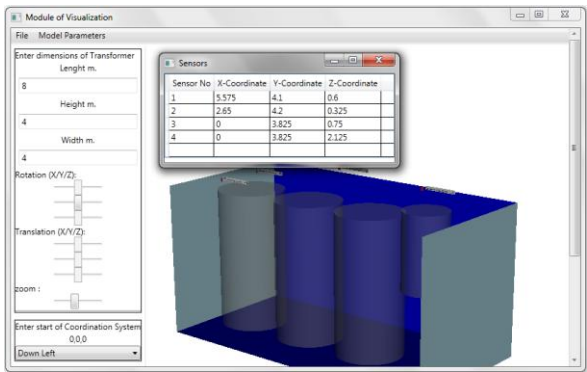 Module of Visualization
File Model Parameters
Enter dimensions of Transformer
Lenght m.
8
Height m.
4
Width m.
4
Rotation (X/Y/Z):
Translation (X/Y/Z):
zoom :
Enter start of Coordination System
0,0,0
Down Left
Sensors
Sensor No X-Coordinate Y-Coordinate Z-Coordinate
1 5.575 4.1 0.6
2 2.65 4.2 0.325
3 0 3.825 0.75
4 0 3.825 2.125